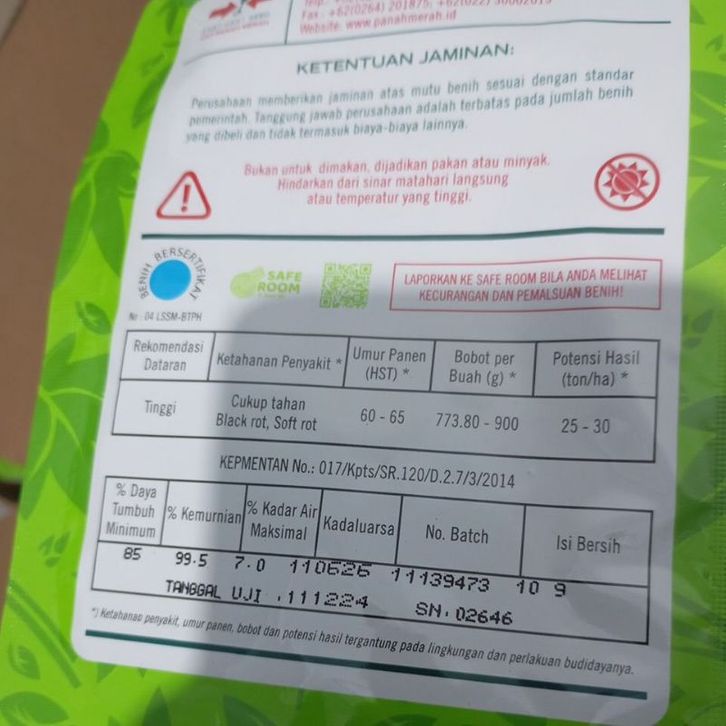 Fax : +62(0264) 201875, +62(022) 30002015
Website: www.panahmerah.id
KETENTUAN JAMINAN:
Perusahaan memberikan jaminan atas mutu benih sesuai dengan standar
pemerintah. Tanggung jawab perusahaan adalah terbatas pada jumlah benih
yang dibeli dan tidak termasuk biaya-biaya lainnya.
Bukan untuk dimakan, dijadikan pakan atau minyak.
Hindarkan dari sinar matahari langsung
atau temperatur yang tinggi.
BENIH BERSERTIFIKAT
Nr : 04 LSSM-BTPH
SAFE
ROOM
LAPORKAN KE SAFE ROOM BILA ANDA MELIHAT
KECURANGAN DAN PEMALSUAN BENIH!
Rekomendasi Dataran Ketahanan Penyakit * Umur Panen (HST) * Bobot per Buah (g) * Potensi Hasil (ton/ha) *
Tinggi Cukup tahan Black rot, Soft rot 60 - 65 773.80 - 900 25 - 30
KEPMENTAN No.: 017/Kpts/SR.120/D.2.7/3/2014
% Daya Tumbuh Minimum % Kemurnian % Kadar Air Maksimal Kadaluarsa No. Batch Isi Bersih
85 99.5 7.0 110626 11139473 10 g
TANGGAL UJI : 111224 SN: 02646
*) Ketahanan penyakit, umur panen, bobot dan potensi hasil tergantung pada lingkungan dan perlakuan budidayanya.